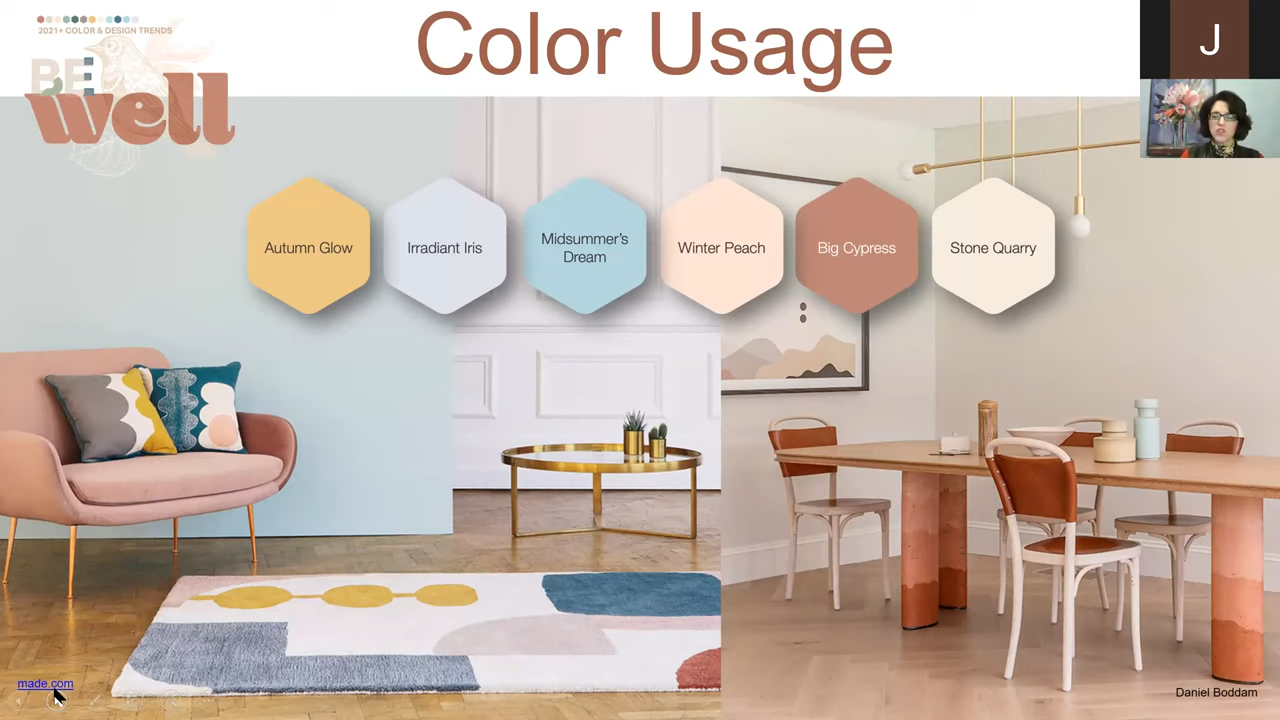 Color Usage
2021+ COLOR & DESIGN TRENDS
BE
well
J
Autumn Glow
Irradiant Iris
Midsummer's
Dream
Winter Peach
Big Cypress
Stone Quarry
made.com
Daniel Boddam